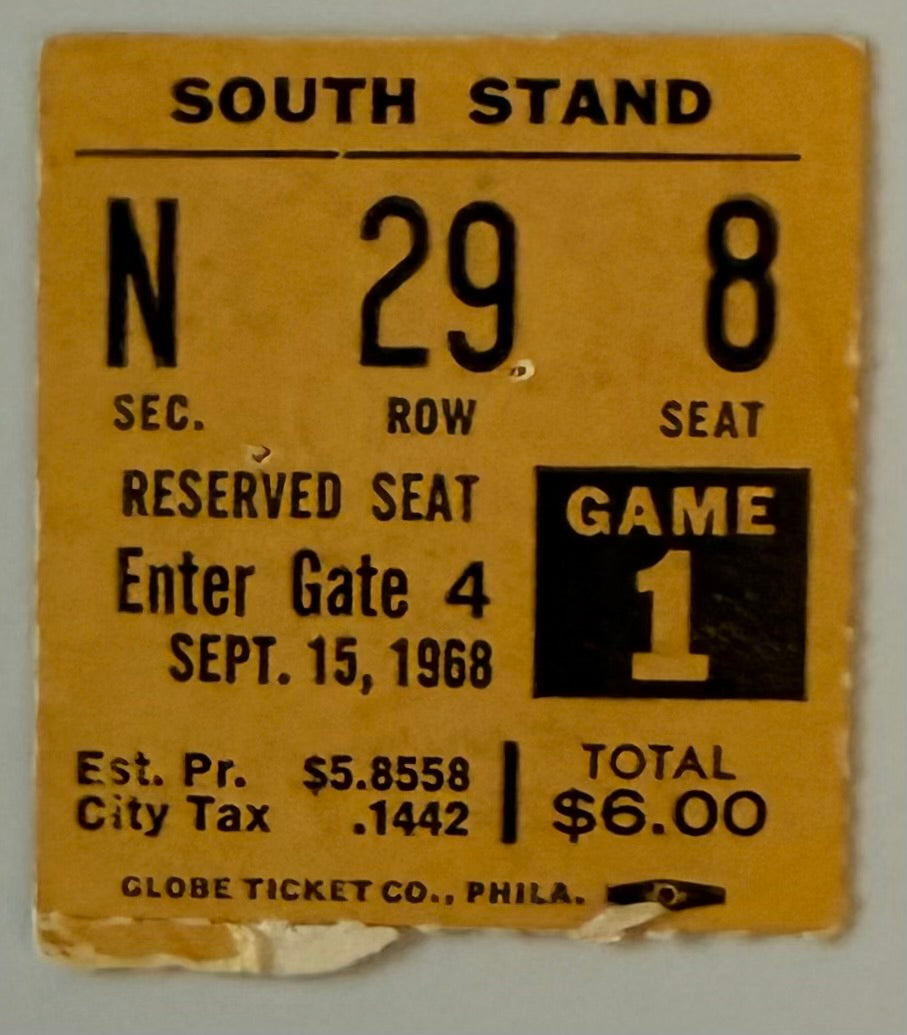 SOUTH STAND
N 29 8
SEC. ROW SEAT
RESERVED SEAT
GAME
1
Enter Gate 4
SEPT. 15, 1968
Est. Pr. $5.8558
City Tax .1442
TOTAL
$6.00
GLOBE TICKET CO., PHILA.